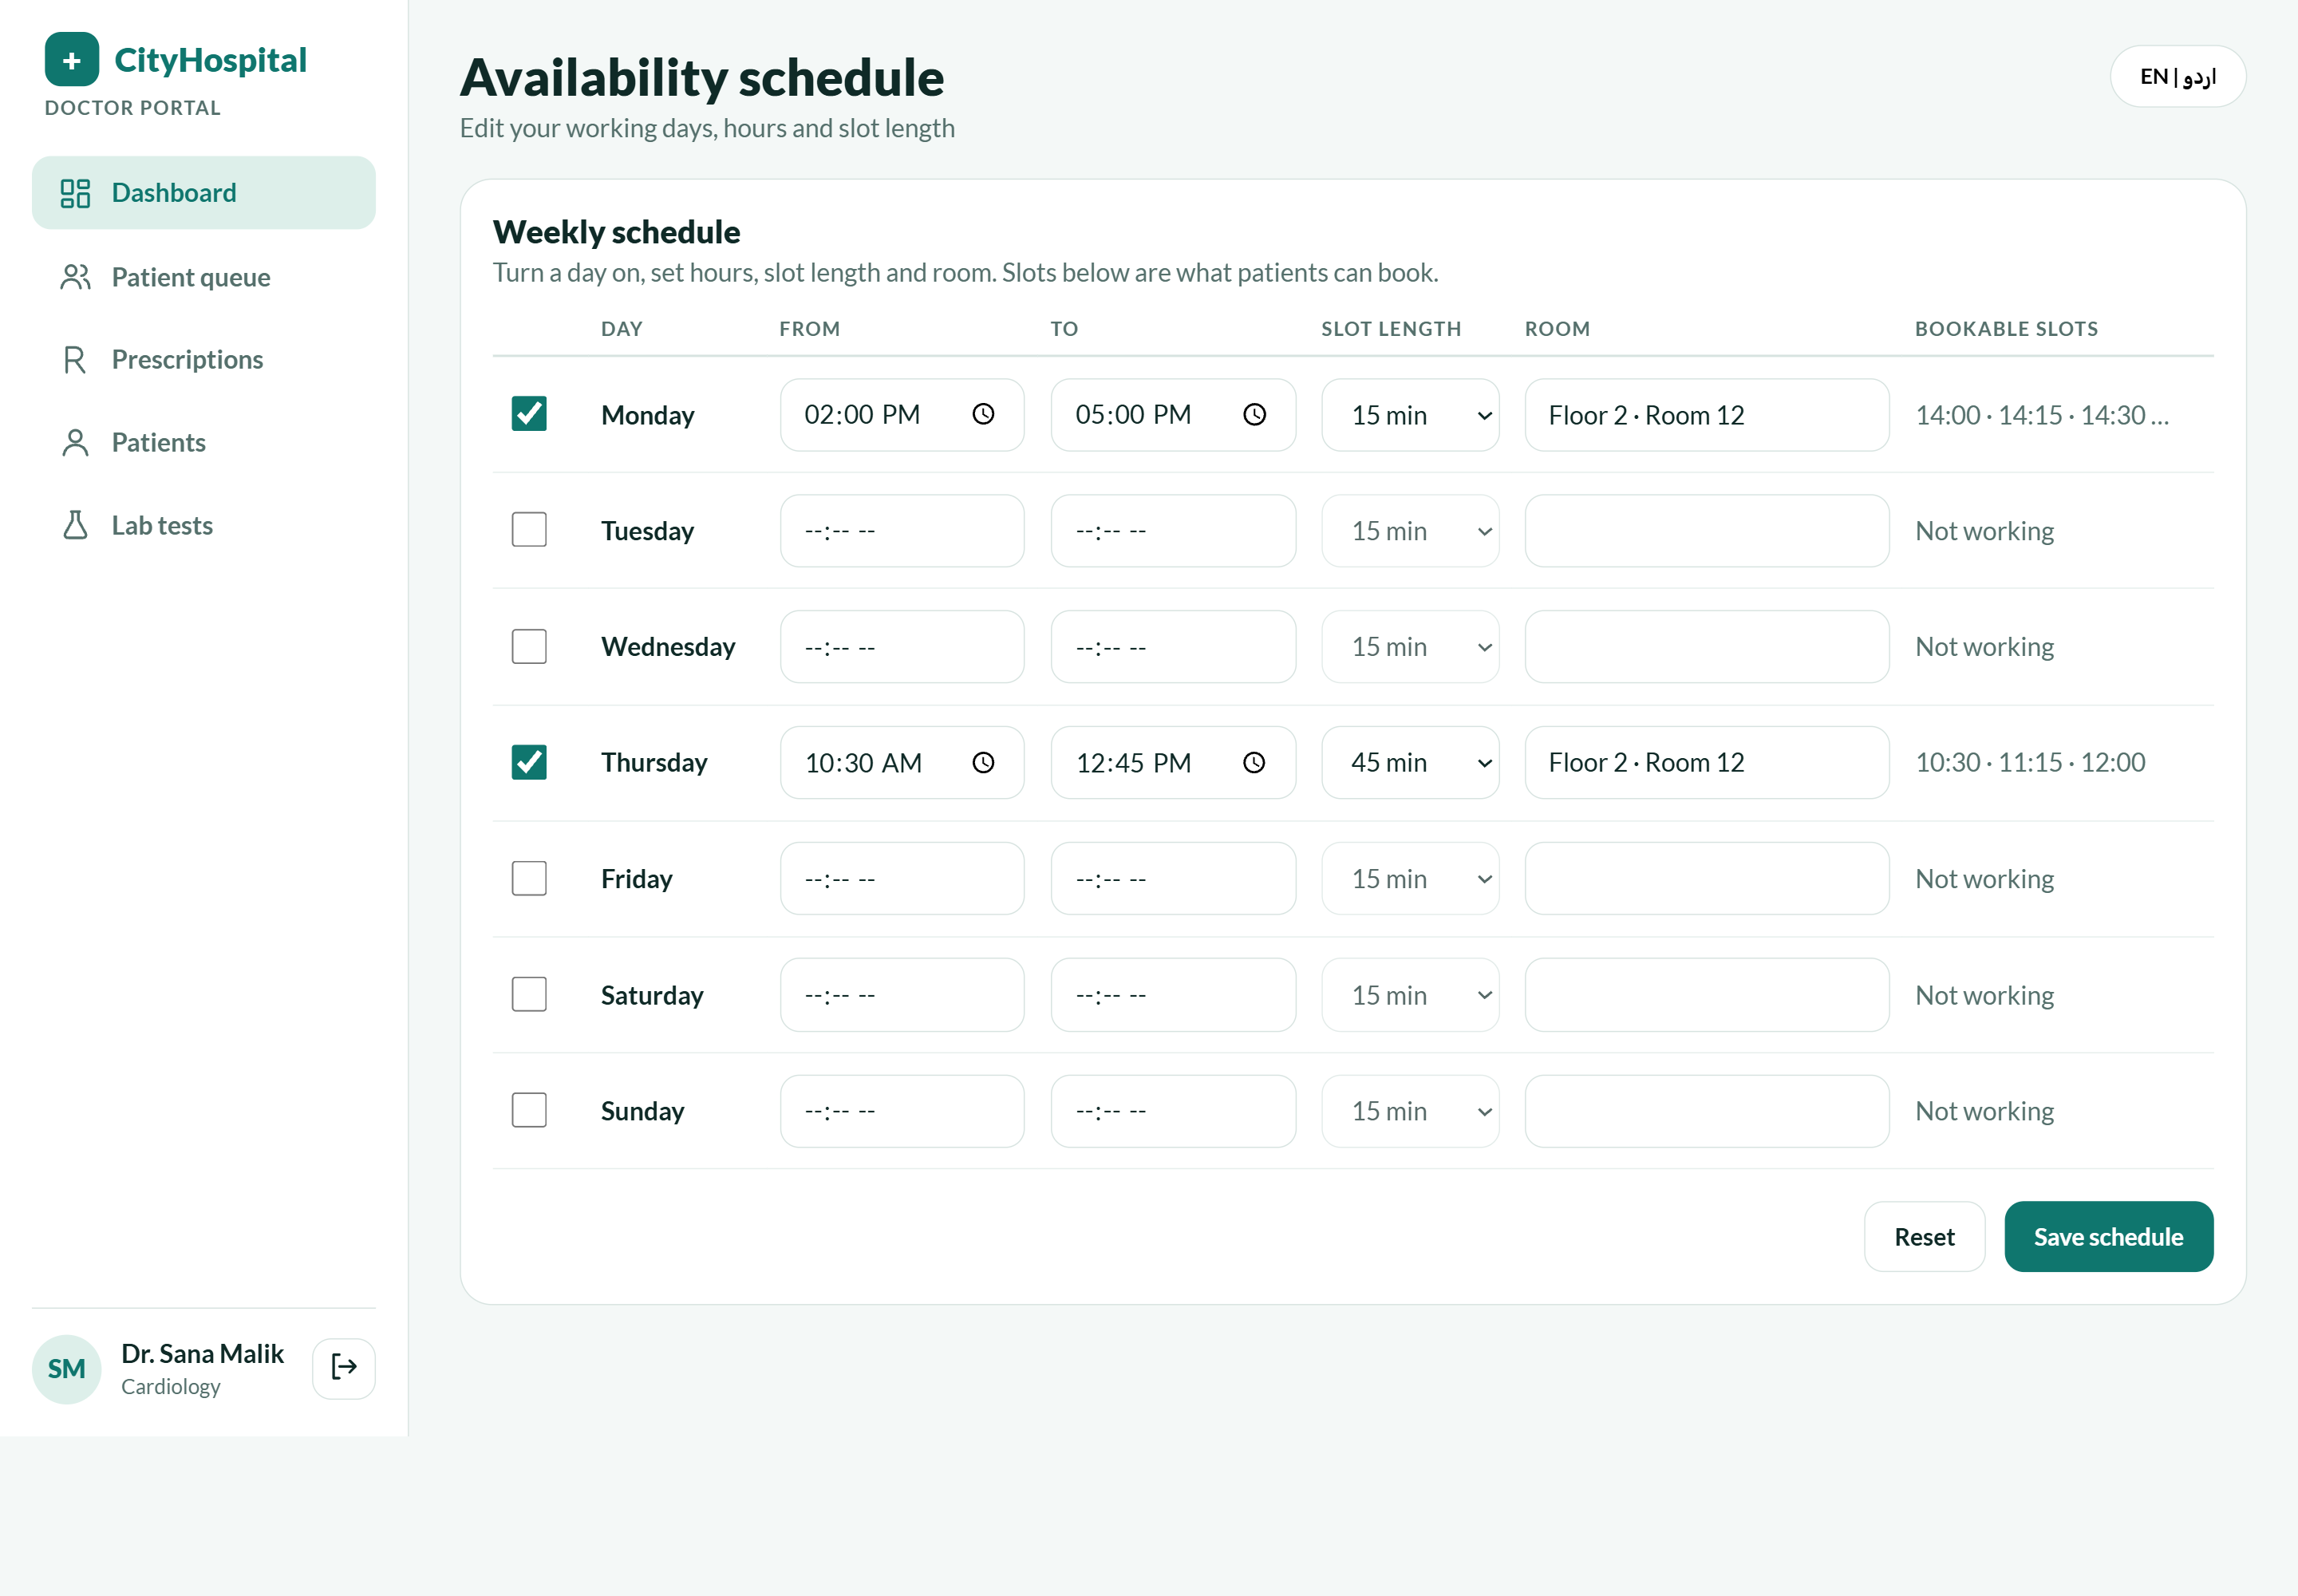 + CityHospital
DOCTOR PORTAL
Dashboard
Patient queue
Prescriptions
Patients
Lab tests
SM
Dr. Sana Malik
Cardiology
Availability schedule
Edit your working days, hours and slot length
EN | اردو
Weekly schedule
Turn a day on, set hours, slot length and room. Slots below are what patients can book.
DAY FROM TO SLOT LENGTH ROOM BOOKABLE SLOTS
Monday 02:00 PM 05:00 PM 15 min Floor 2 · Room 12 14:00 · 14:15 · 14:30 ...
Tuesday --:-- -- --:-- -- 15 min Not working
Wednesday --:-- -- --:-- -- 15 min Not working
Thursday 10:30 AM 12:45 PM 45 min Floor 2 · Room 12 10:30 · 11:15 · 12:00
Friday --:-- -- --:-- -- 15 min Not working
Saturday --:-- -- --:-- -- 15 min Not working
Sunday --:-- -- --:-- -- 15 min Not working
Reset Save schedule